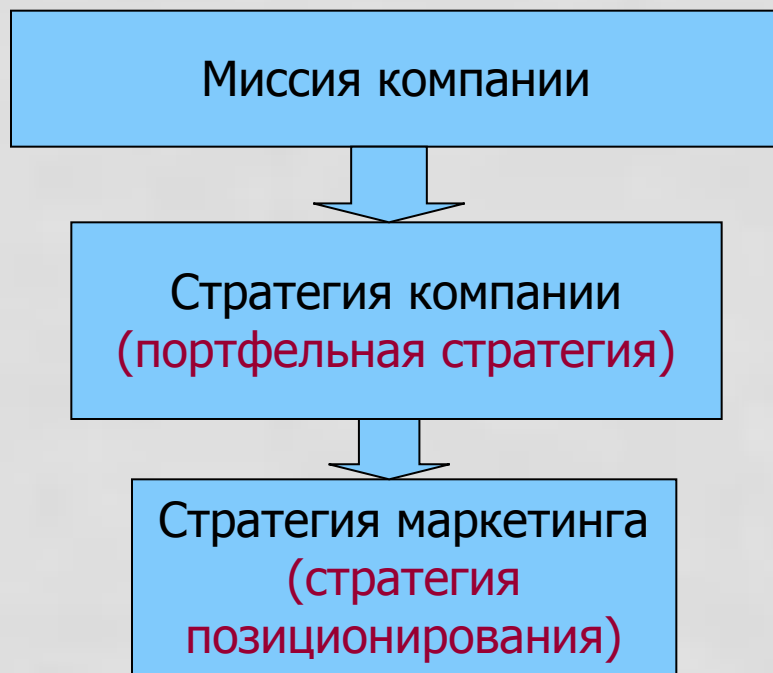 Миссия компании
Стратегия компании
(портфельная стратегия)
Стратегия маркетинга
(стратегия
позиционирования)